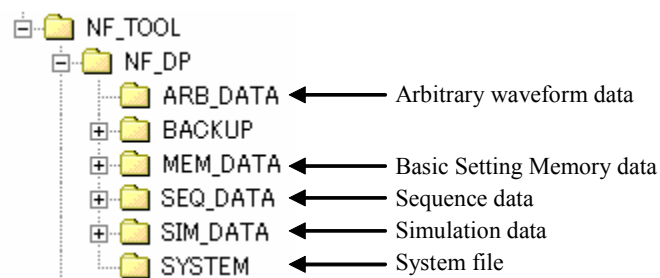 NF_TOOL
NF_DP
ARB_DATA Arbitrary waveform data
BACKUP
MEM_DATA Basic Setting Memory data
SEQ_DATA Sequence data
SIM_DATA Simulation data
SYSTEM System file